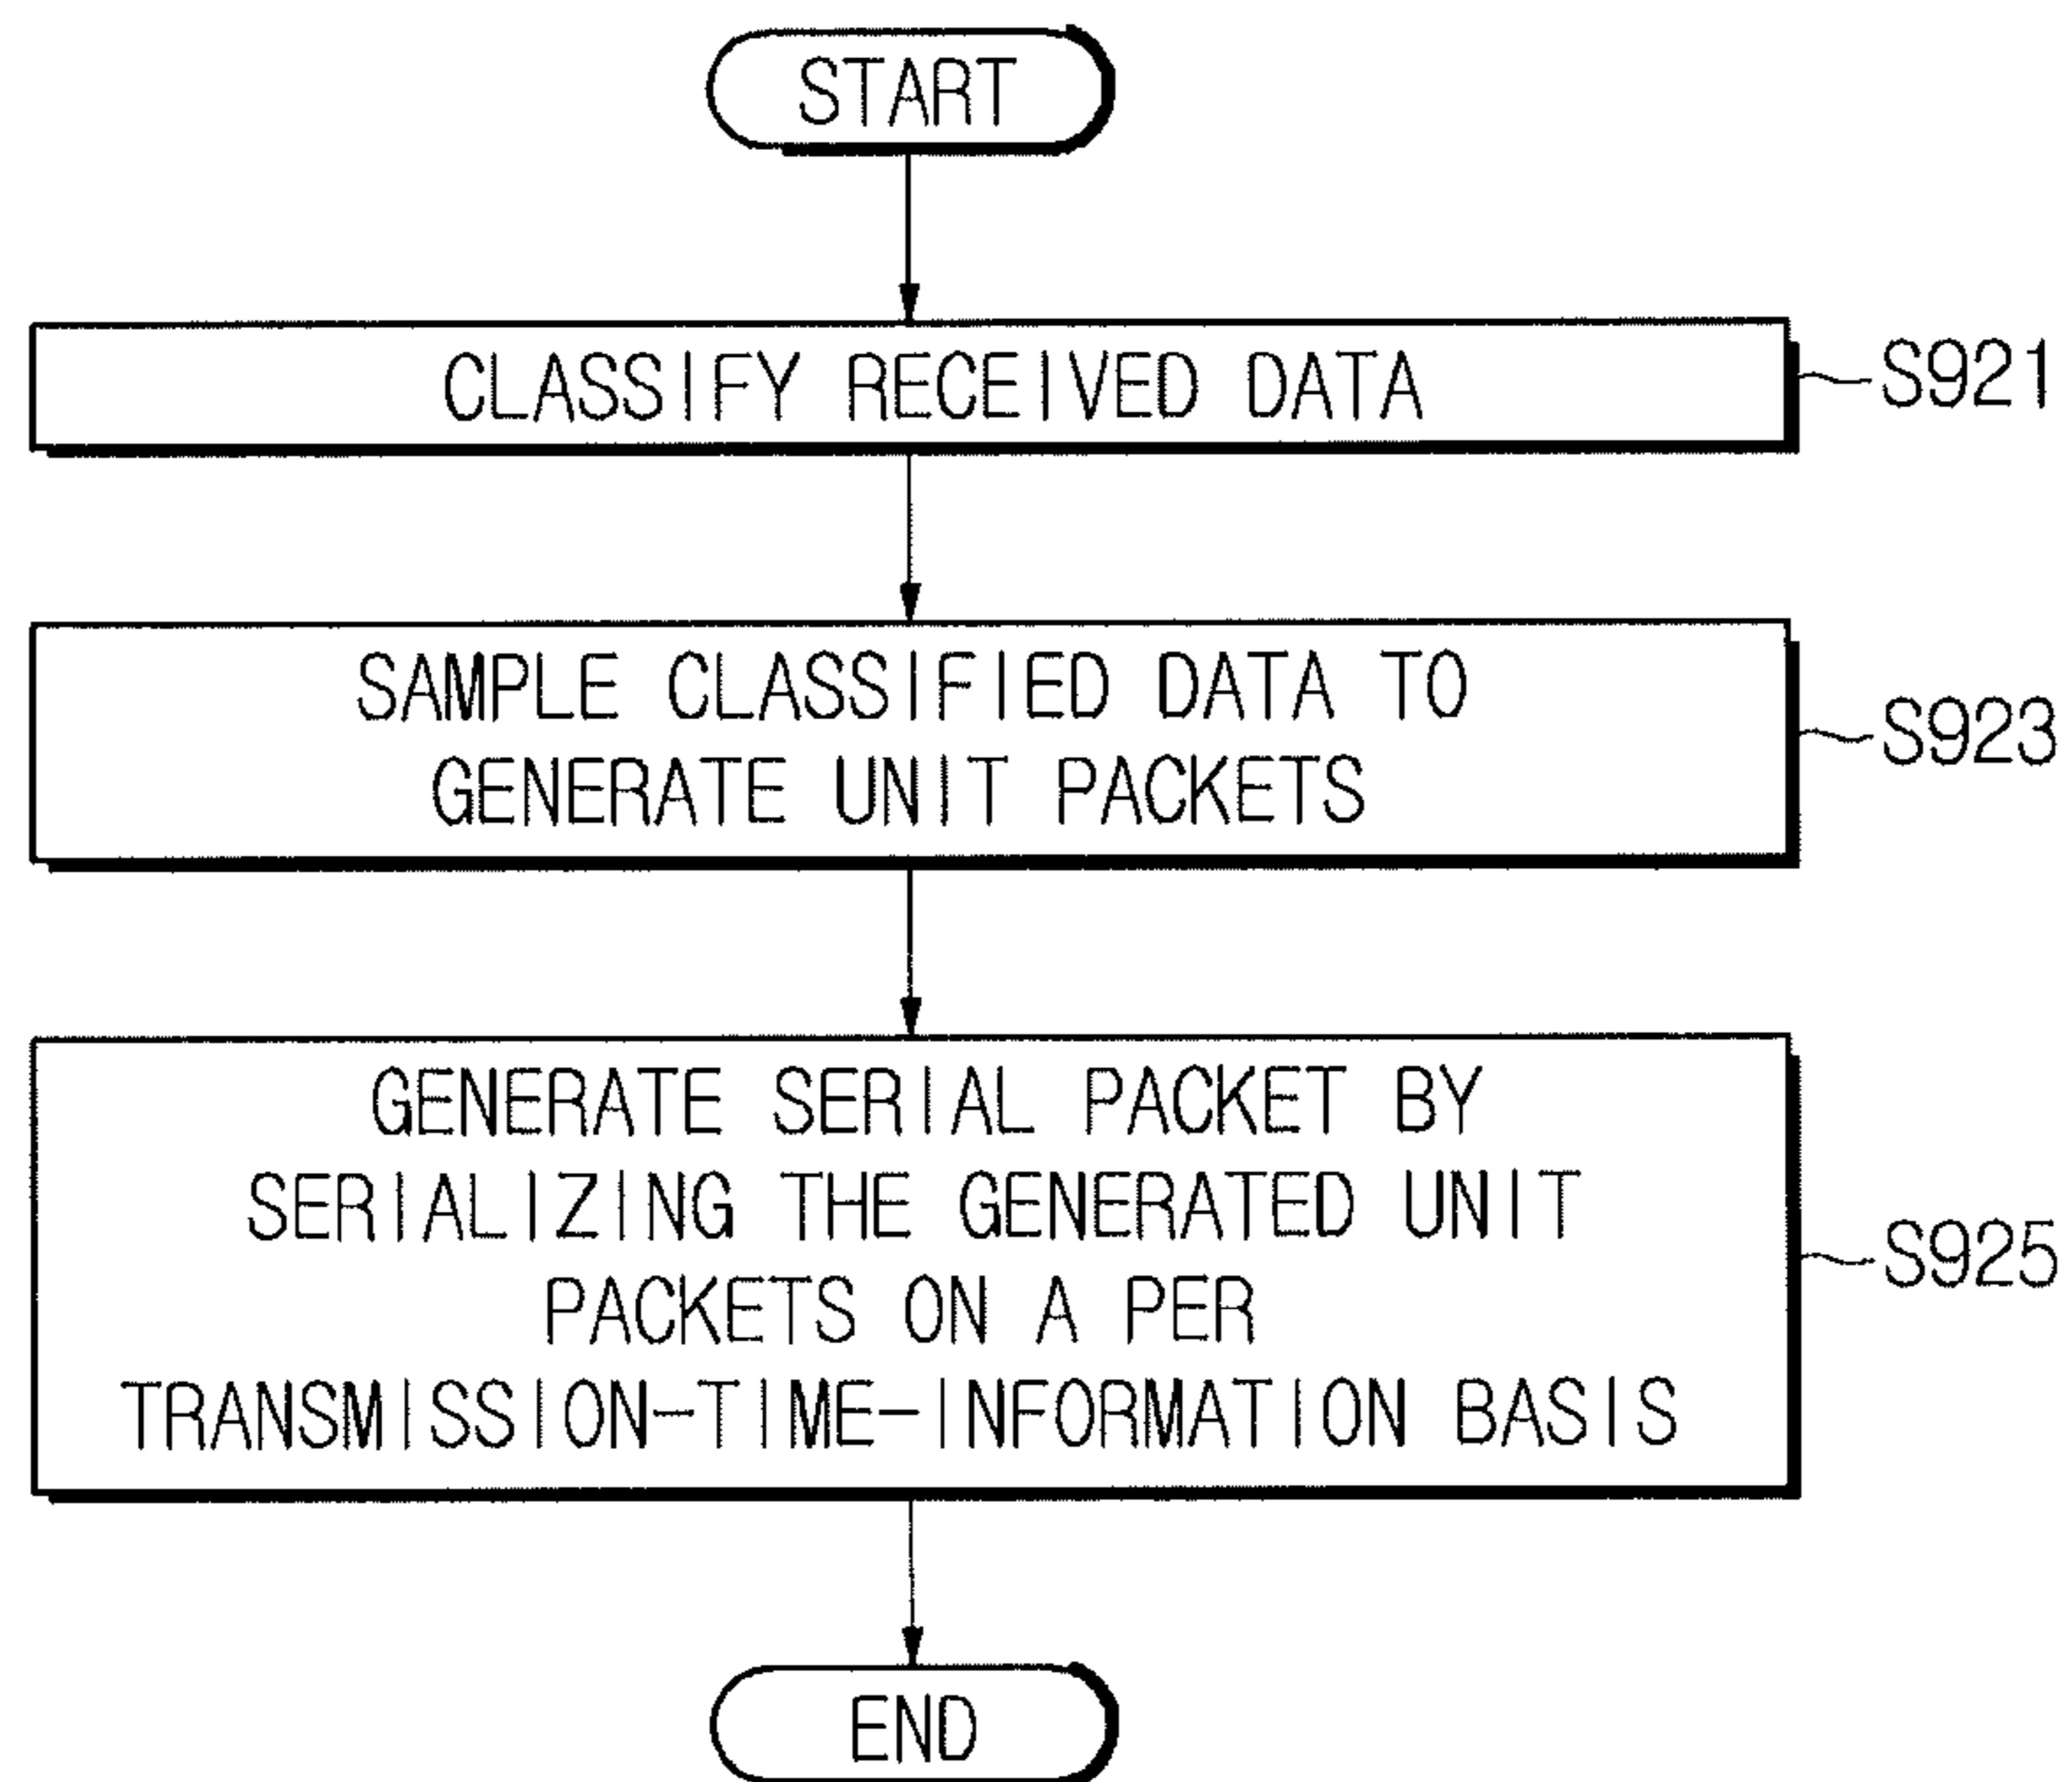 START
CLASSIFY RECEIVED DATA
S921
SAMPLE CLASSIFIED DATA TO
GENERATE UNIT PACKETS
S923
GENERATE SERIAL PACKET BY
SERIALIZING THE GENERATED UNIT
PACKETS ON A PER
TRANSMISSION-TIME-INFORMATION BASIS
S925
END